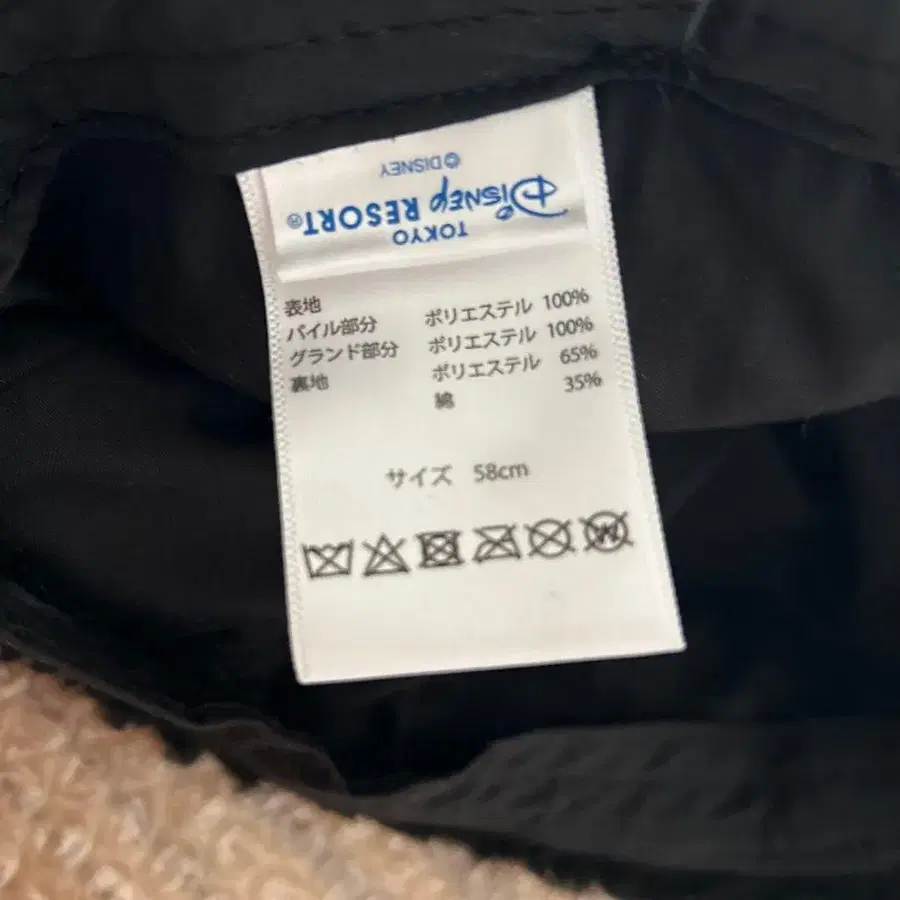 TOKYO
Disney RESORT®
© DISNEY
表地
パイル部分 ポリエステル 100%
グランド部分 ポリエステル 100%
裏地 ポリエステル 65%
綿 35%
サイズ 58cm
W